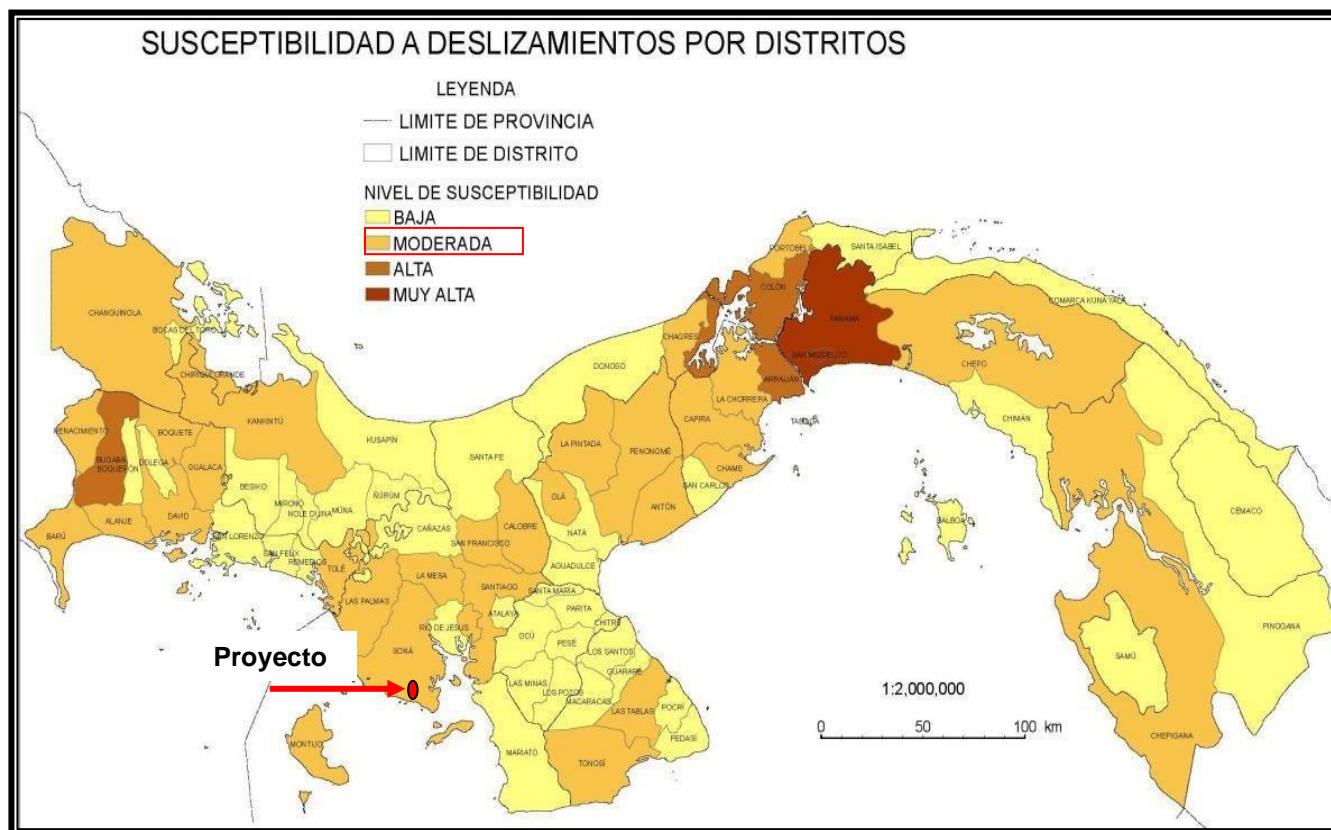 SUSCEPTIBILIDAD A DESLIZAMIENTOS POR DISTRITOS
LEYENDA
LIMITE DE PROVINCIA
LIMITE DE DISTRITO
NIVEL DE SUSCEPTIBILIDAD
BAJA
MODERADA
ALTA
MUY ALTA
PORTOBELO
SANTA ISABEL
COLÓN
COMARCA KUNA YALA
CHANGUINOLA
BOCAS DEL TORO
PANAMA
CHAGRES
SAN MIGUELITO
DONOSO
CHEPO
CHIRIQUI GRANDE
ARRAIJÁN
LA CHORRERA
CHIMÁN
KANKINTÚ
CAPIRA
TABOGA
RENACIMIENTO
BOQUETE
KUSAPÍN
SANTA FE
LA PINTADA
PENONOMÉ
BUGABA
BOQUERÓN
DOLEGA
GUALACA
CHAME
SAN CARLOS
BESIKO
MIRONÓ
NOLE DUINA
MÜNA
ÑÜRÜM
CAÑAZAS
OLÁ
ANTÓN
CEMACO
BALBOA
BARÚ
ALANJE
DAVID
CALOBRE
NATÁ
SAN LORENZO
SAN FELIX
REMEDIOS
TOLÉ
SAN FRANCISCO
AGUADULCE
LA MESA
SANTIAGO
SANTA MARÍA
LAS PALMAS
ATALAYA
PARITA
RÍO DE JESUS
OCÚ
CHITRÉ
PINOGANA
PESÉ
LOS SANTOS
SONÁ
SAMÚ
Proyecto
GUARARÉ
LAS MINAS
LOS POZOS
MACARACAS
1:2,000,000
LAS TABLAS
POCRÍ
0 50 100 km
PEDASÍ
MONTIJO
MARIATO
TONOSÍ
CHEPIGANA